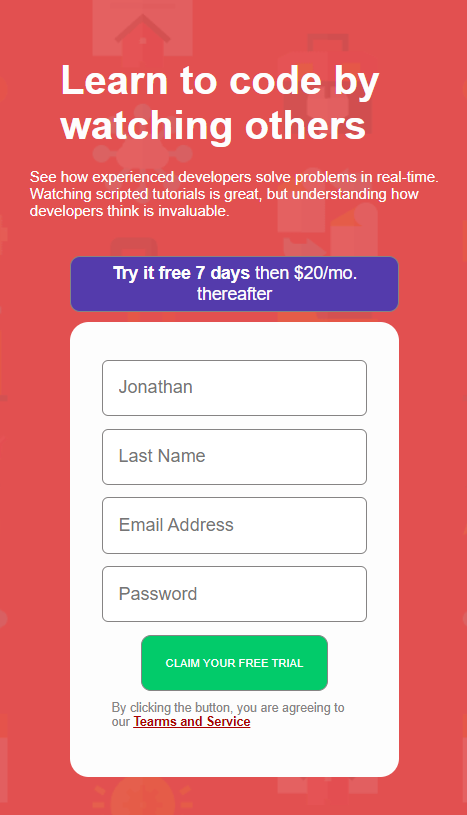 Learn to code by
watching others
See how experienced developers solve problems in real-time.
Watching scripted tutorials is great, but understanding how
developers think is invaluable.
Try it free 7 days then $20/mo.
thereafter
Jonathan
Last Name
Email Address
Password
CLAIM YOUR FREE TRIAL
By clicking the button, you are agreeing to
our Tearms and Service